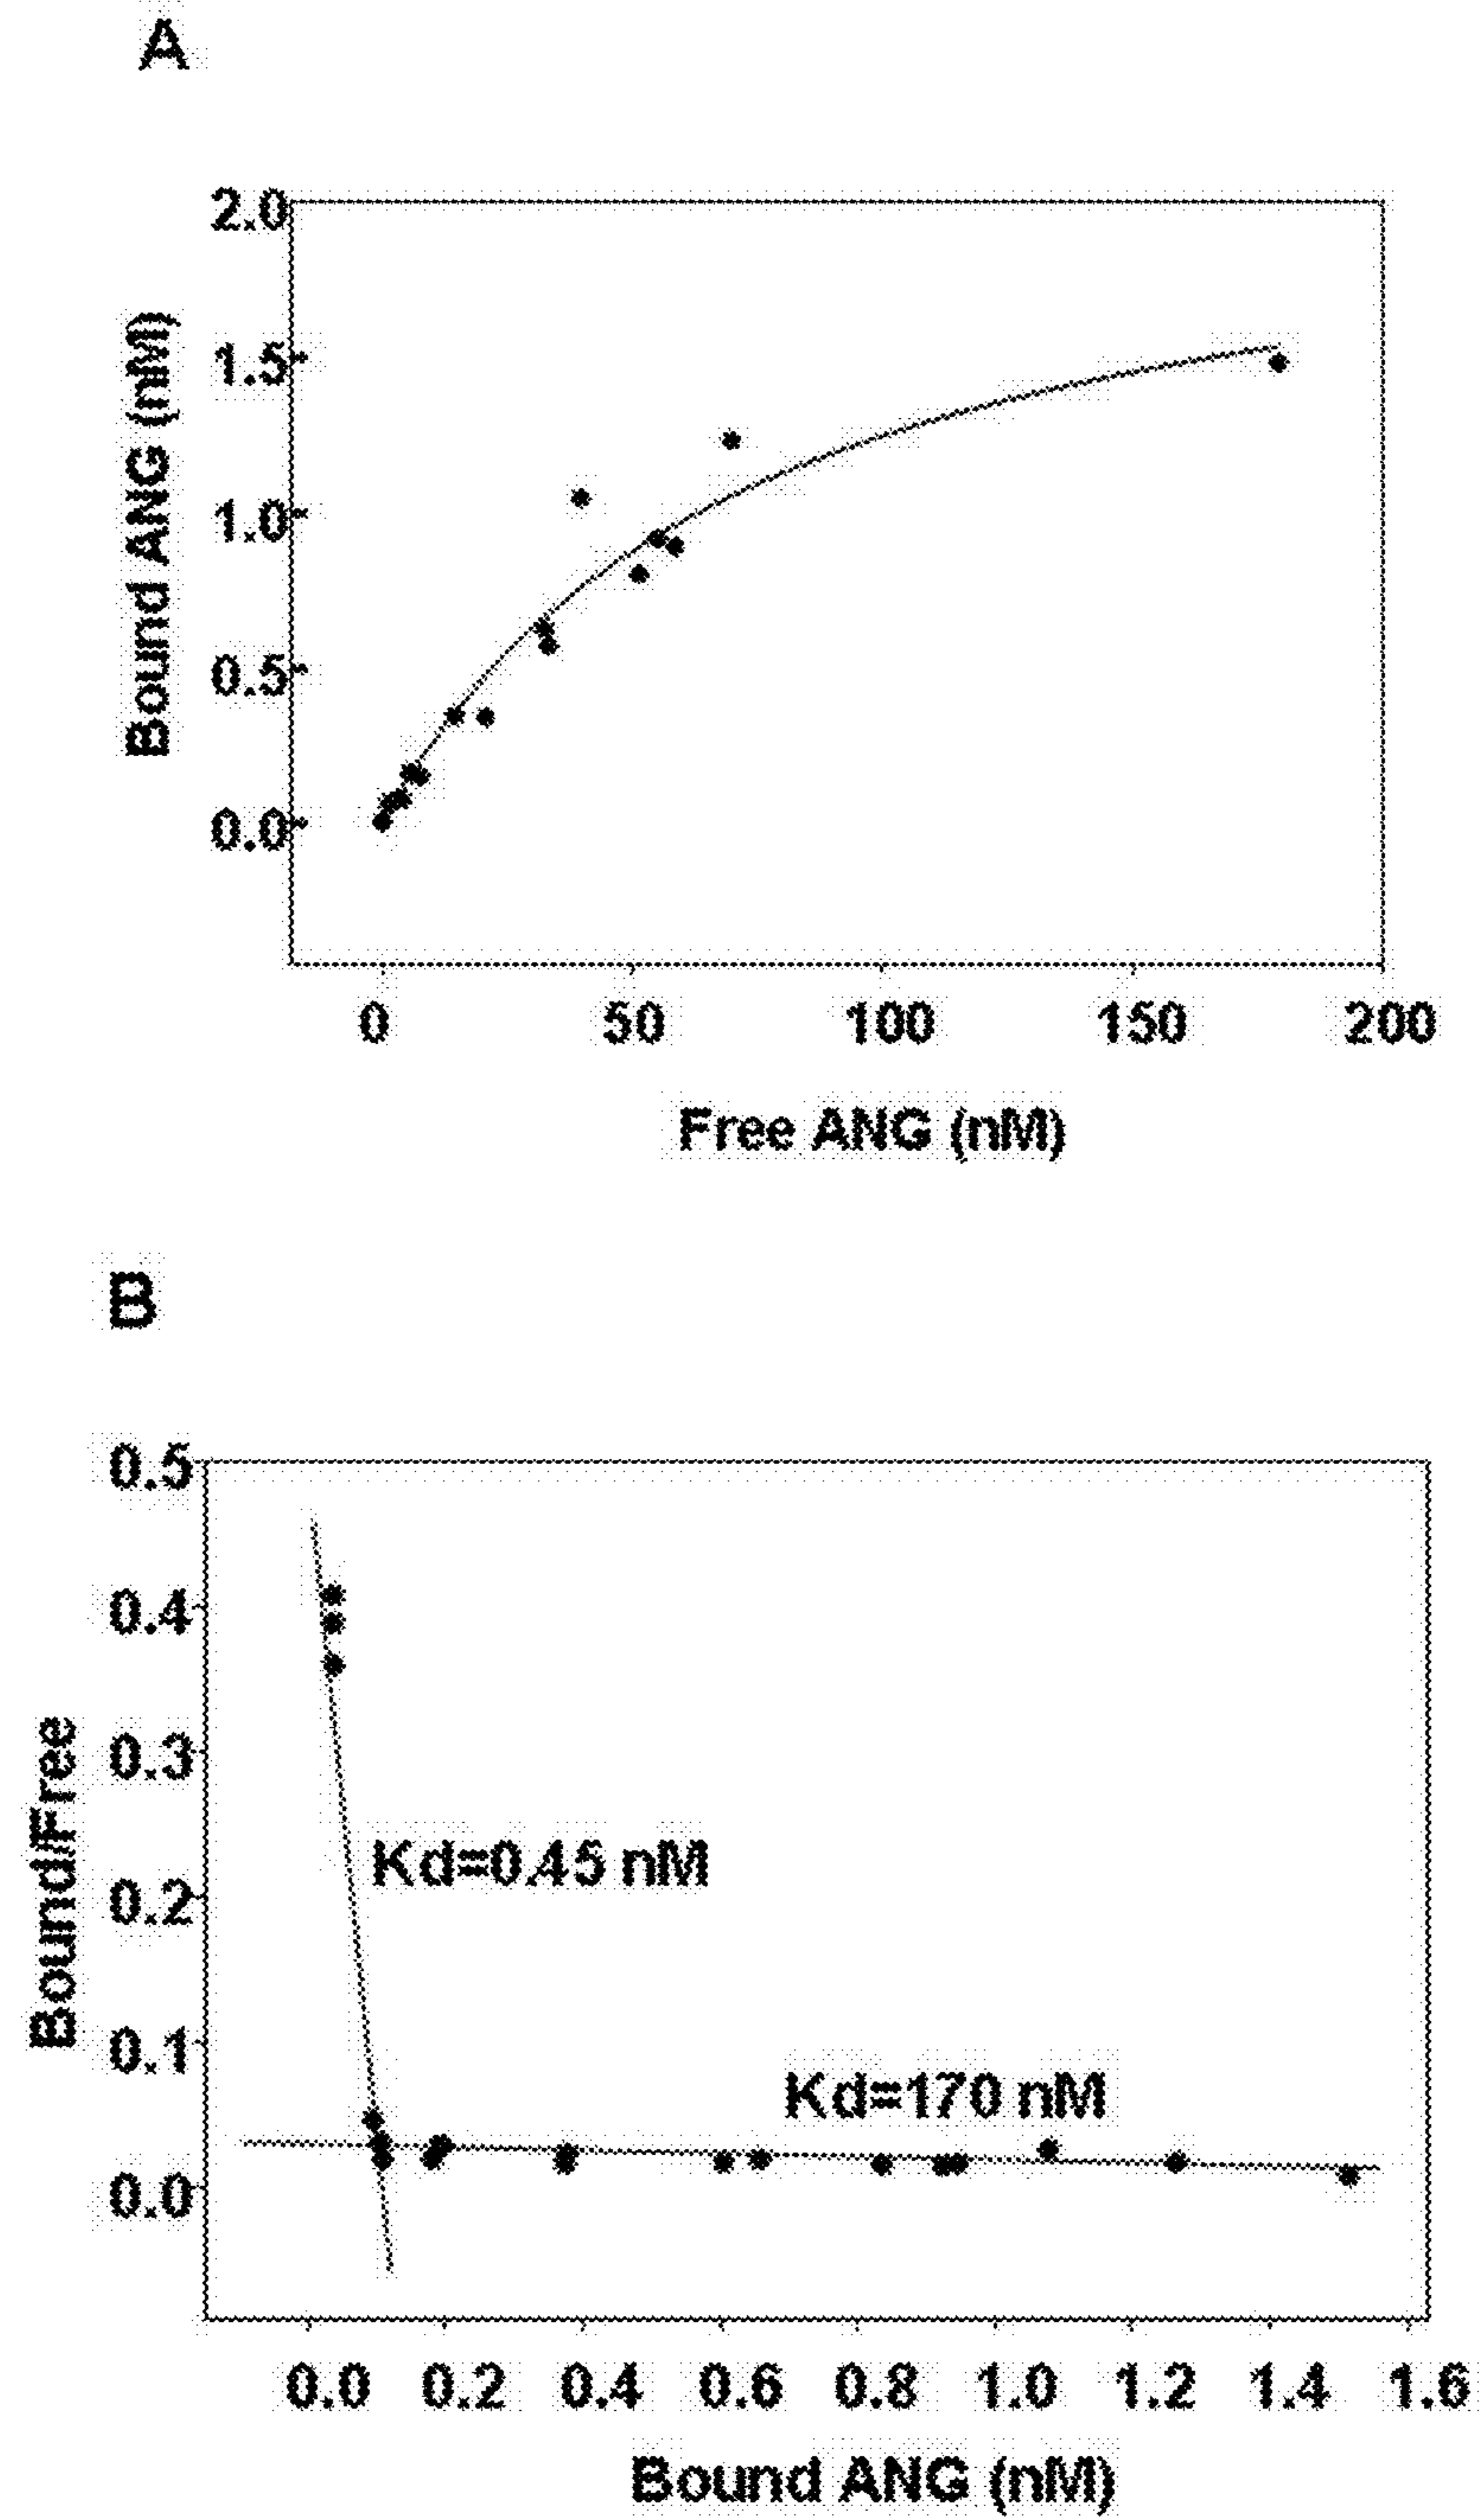 A
2.0
1.5
1.0
0.5
0.0
Bound ANG (nM)
0 50 100 150 200
Free ANG (nM)
B
0.5
0.4
0.3
0.2
0.1
0.0
Bound/Free
Kd=0.45 nM
Kd=170 nM
0.0 0.2 0.4 0.6 0.8 1.0 1.2 1.4 1.6
Bound ANG (nM)